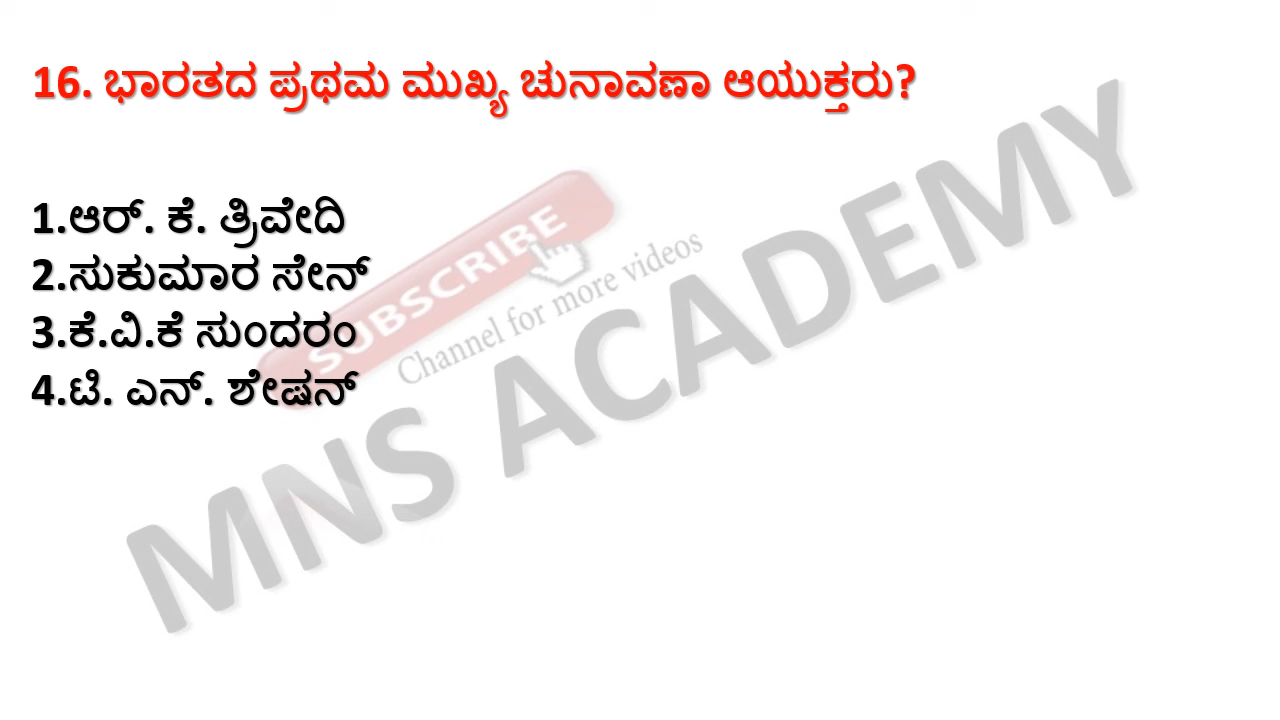 16. ಭಾರತದ ಪ್ರಥಮ ಮುಖ್ಯ ಚುನಾವಣಾ ಆಯುಕ್ತರು?
1.ಆರ್. ಕೆ. ತ್ರಿವೇದಿ
2.ಸುಕುಮಾರ ಸೇನ್
3.ಕೆ.ವಿ.ಕೆ ಸುಂದರಂ
4.ಟಿ. ಎನ್. ಶೇಷನ್
SUBSCRIBE
Channel for more videos
MNS ACADEMY